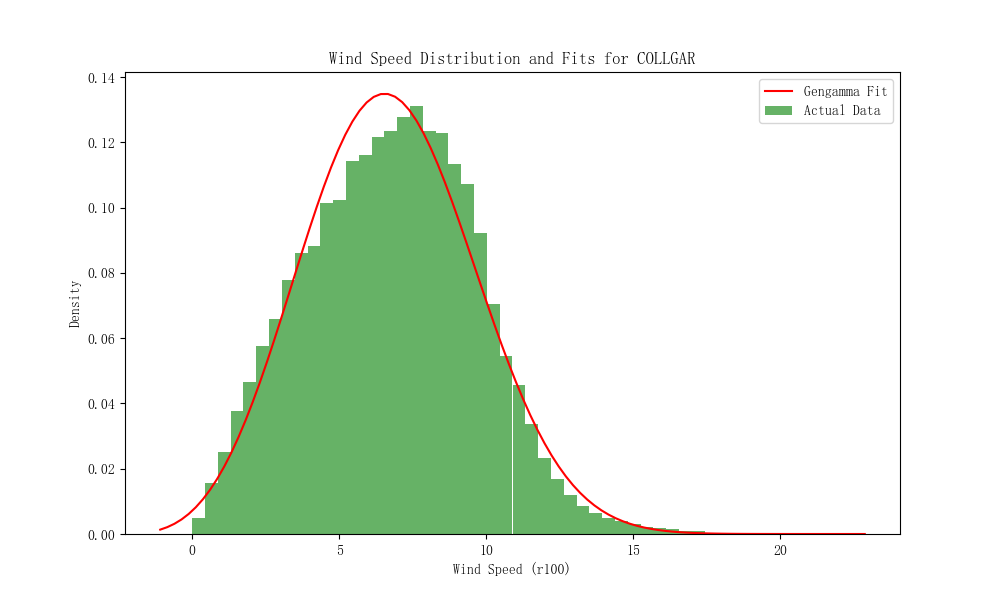 Wind Speed Distribution and Fits for COLLGAR
Gengamma Fit
Actual Data
0.14
0.12
0.10
0.08
0.06
0.04
0.02
0.00
Density
0 5 10 15 20
Wind Speed (r100)